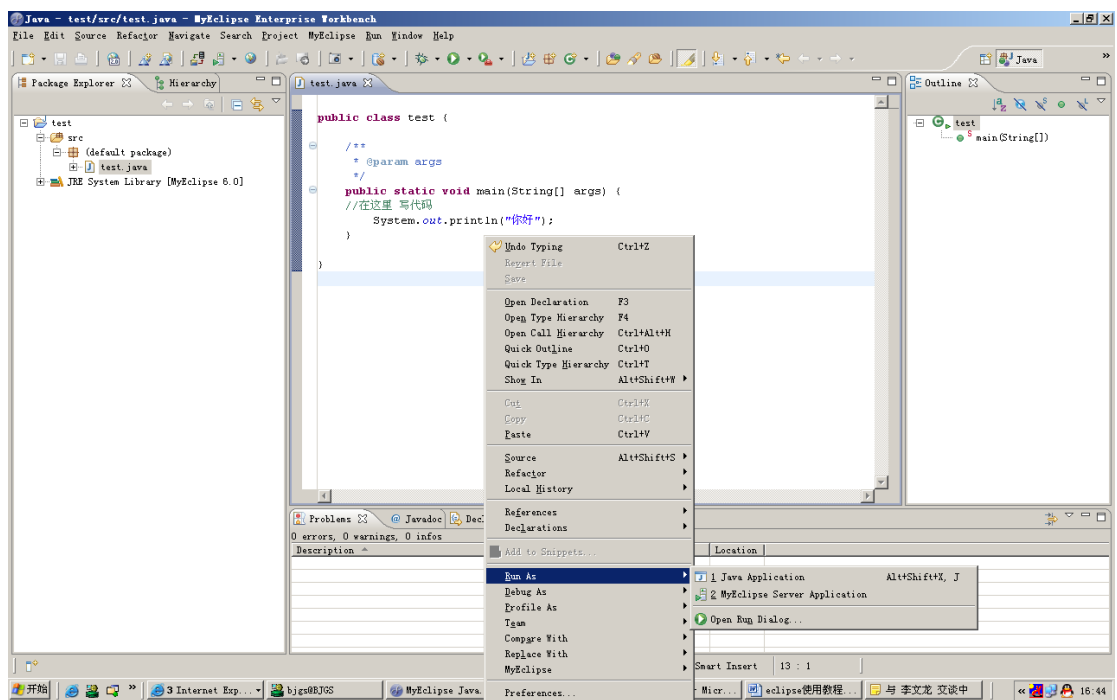 Java - test/src/test.java - MyEclipse Enterprise Workbench
File Edit Source Refactor Navigate Search Project MyEclipse Run Window Help
Java
Package Explorer
Hierarchy
test
src
(default package)
test.java
JRE System Library [MyEclipse 6.0]
test.java
public class test {
/**
* @param args
*/
public static void main(String[] args) {
//在这里 写代码
System.out.println("你好");
}
}
Outline
test
main(String[])
Undo Typing Ctrl+Z
Revert File
Save
Open Declaration F3
Open Type Hierarchy F4
Open Call Hierarchy Ctrl+Alt+H
Quick Outline Ctrl+O
Quick Type Hierarchy Ctrl+T
Show In Alt+Shift+W
Cut Ctrl+X
Copy Ctrl+C
Paste Ctrl+V
Source Alt+Shift+S
Refactor
Local History
References
Declarations
Add to Snippets...
Run As
Debug As
Profile As
Team
Compare With
Replace With
MyEclipse
Preferences...
1 Java Application Alt+Shift+X, J
2 MyEclipse Server Application
Open Run Dialog...
Problems @ Javadoc Dec
0 errors, 0 warnings, 0 infos
Description Location
Smart Insert 13 : 1
开始 3 Internet Exp... bjgs@BJGS MyEclipse Java Micr... eclipse使用教程... 与 李文龙 交谈中 16:44